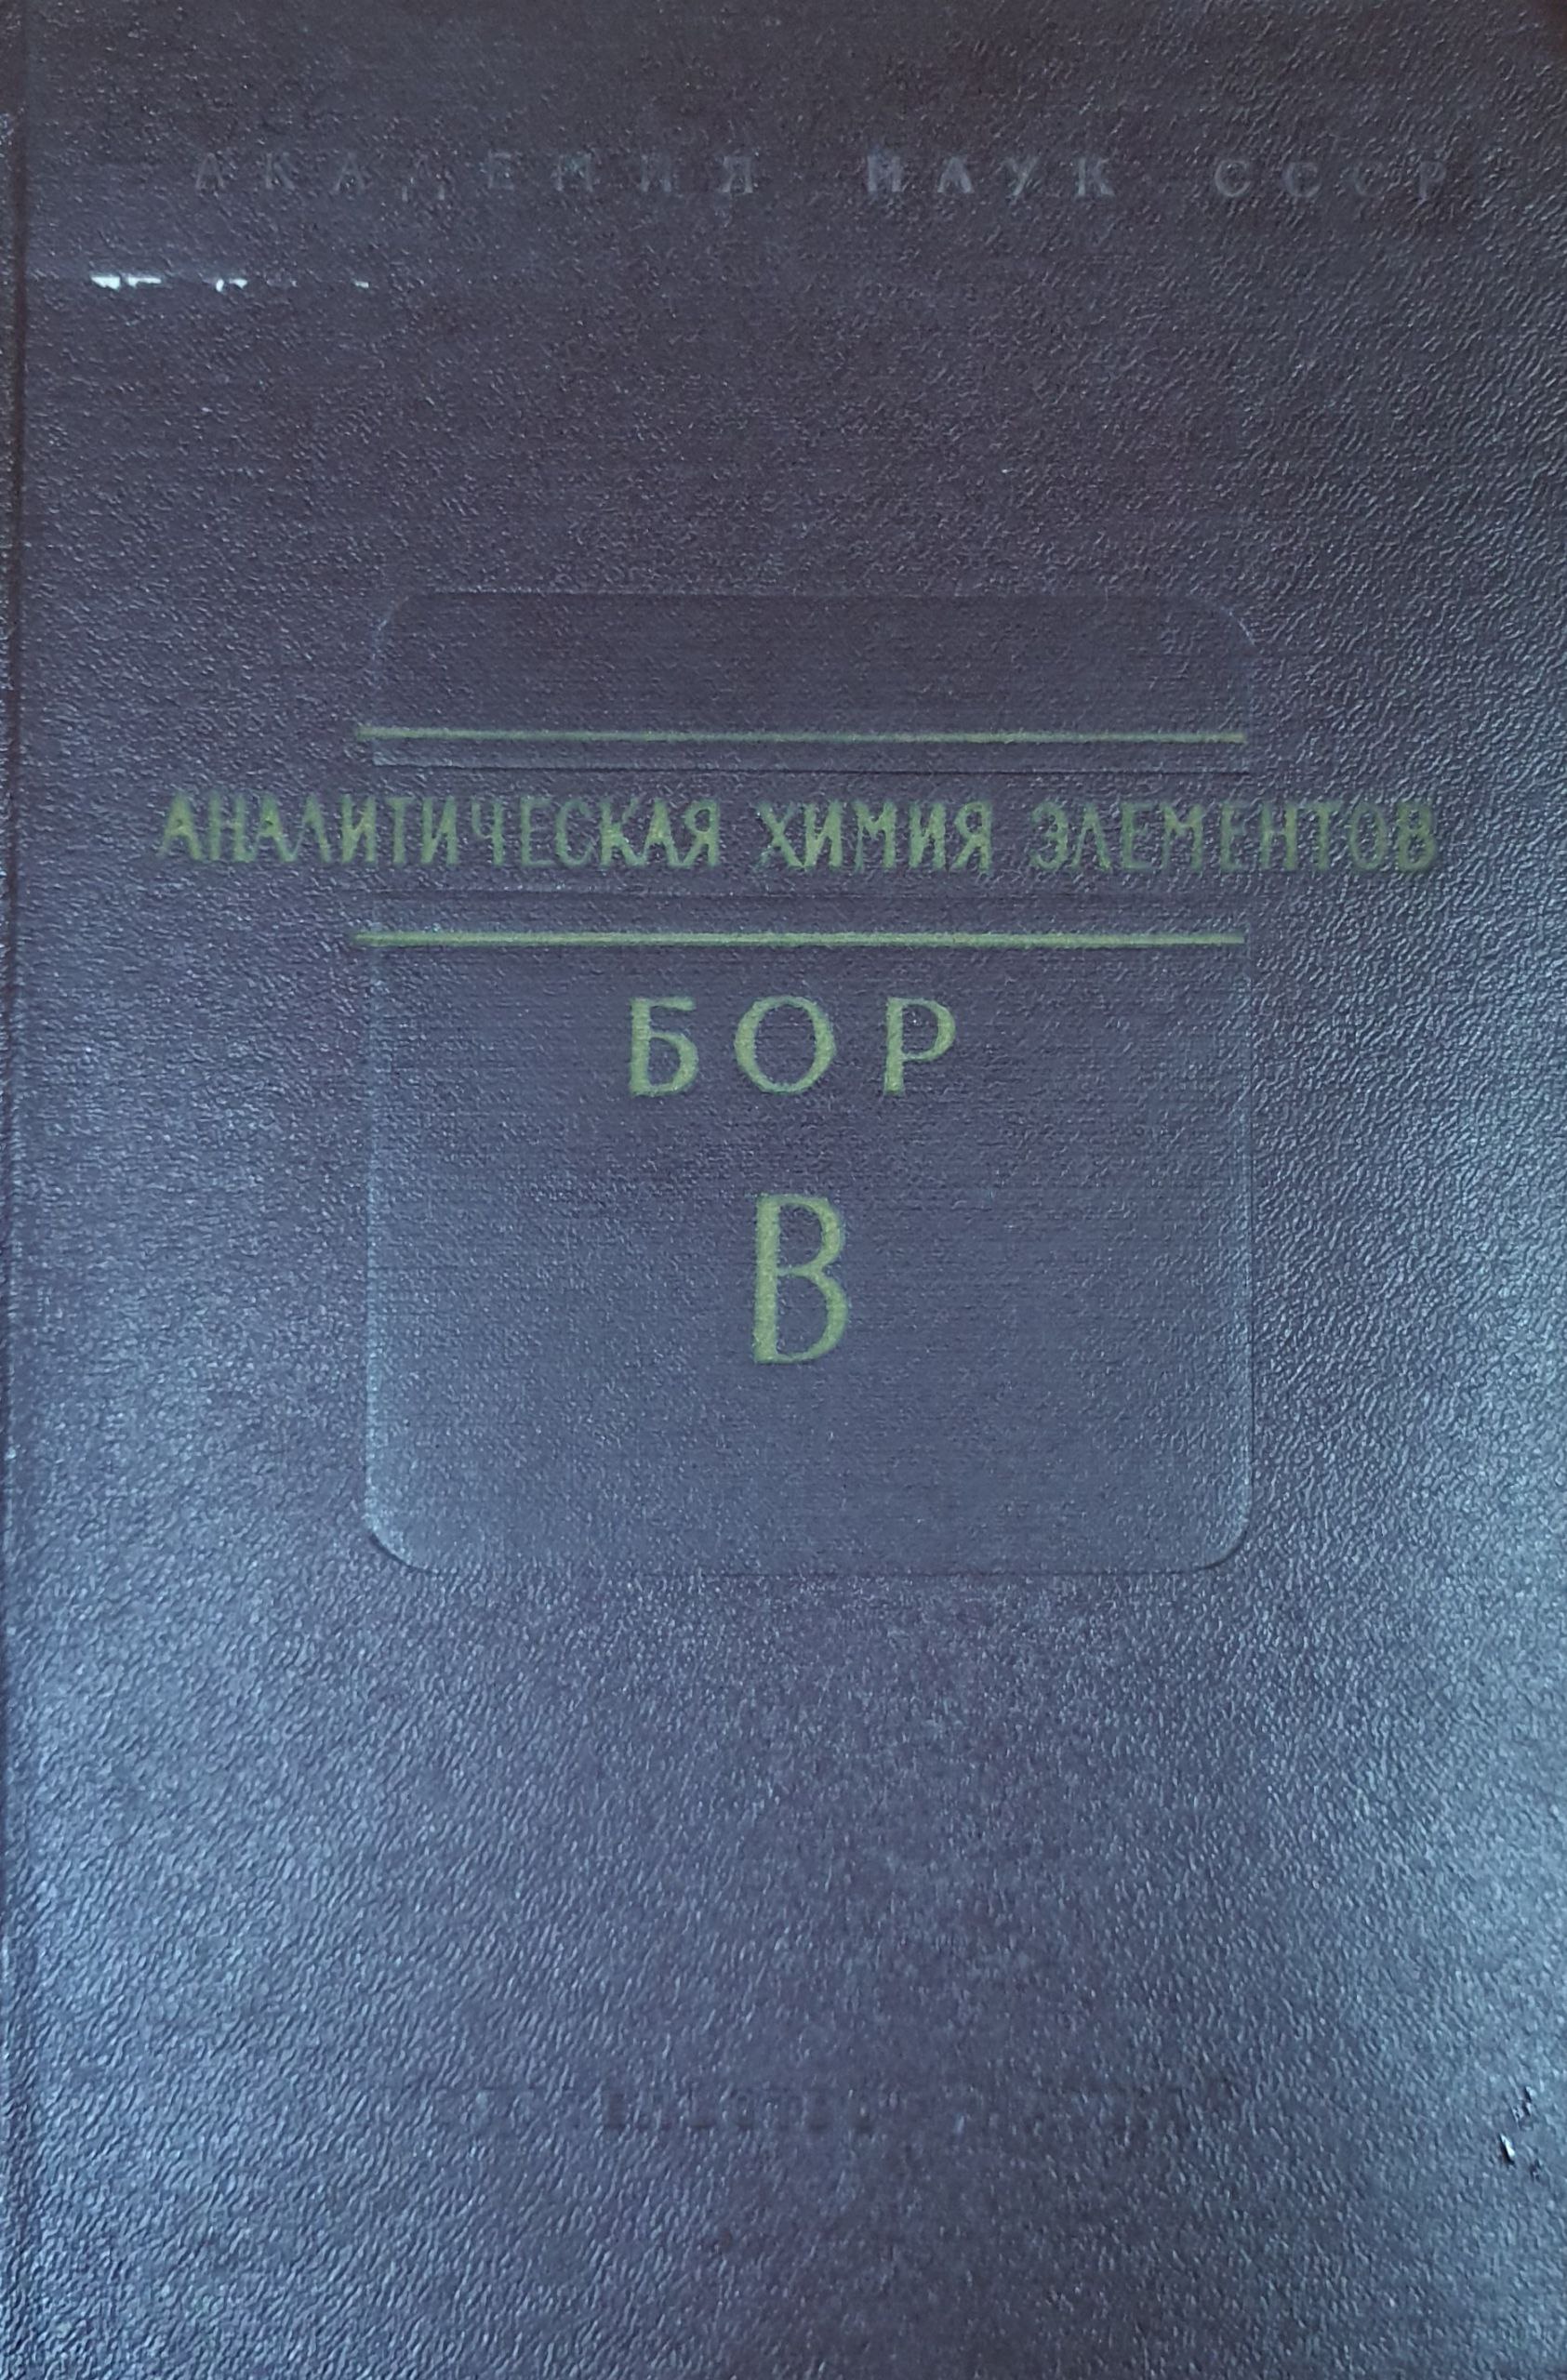 АКАДЕМИЯ НАУК СССР
АНАЛИТИЧЕСКАЯ ХИМИЯ ЭЛЕМЕНТОВ
БОР
B